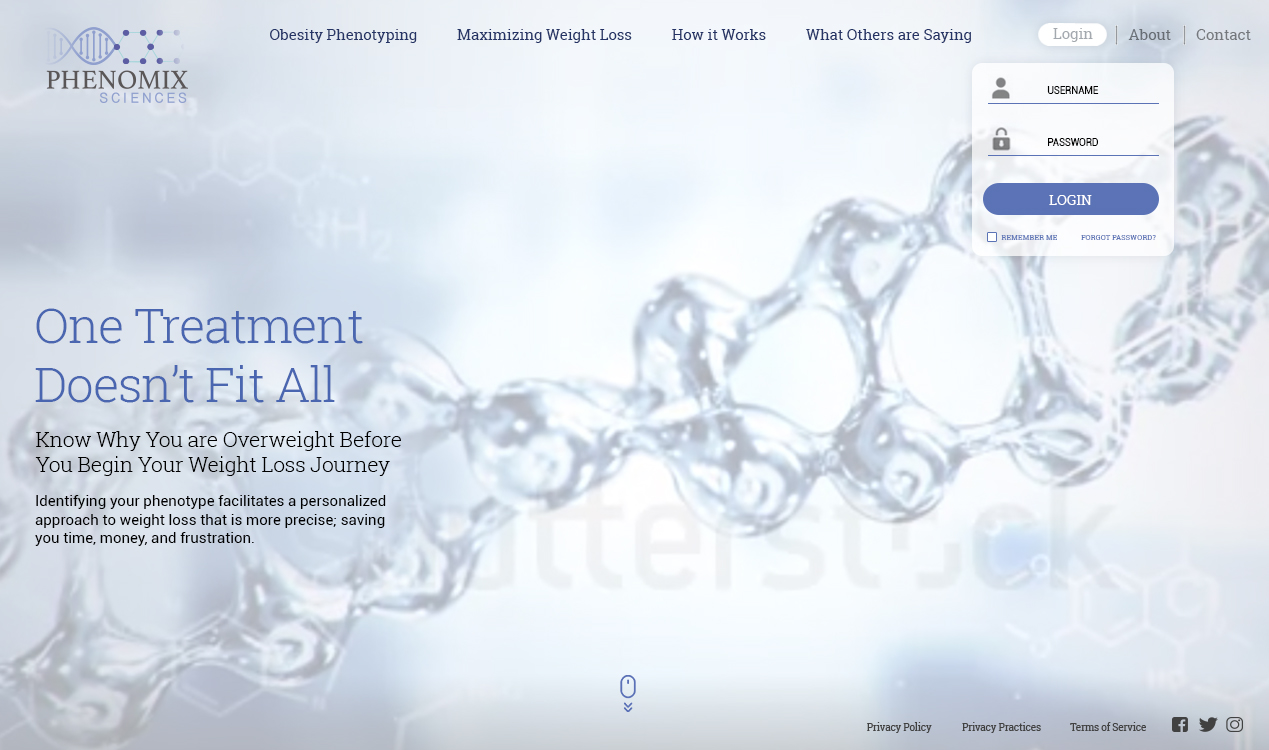 PHENOMIX
SCIENCES
Obesity Phenotyping
Maximizing Weight Loss
How it Works
What Others are Saying
Login
About
Contact
USERNAME
PASSWORD
LOGIN
REMEMBER ME
FORGOT PASSWORD?
One Treatment
Doesn't Fit All
Know Why You are Overweight Before
You Begin Your Weight Loss Journey
Identifying your phenotype facilitates a personalized
approach to weight loss that is more precise; saving
you time, money, and frustration.
Privacy Policy
Privacy Practices
Terms of Service